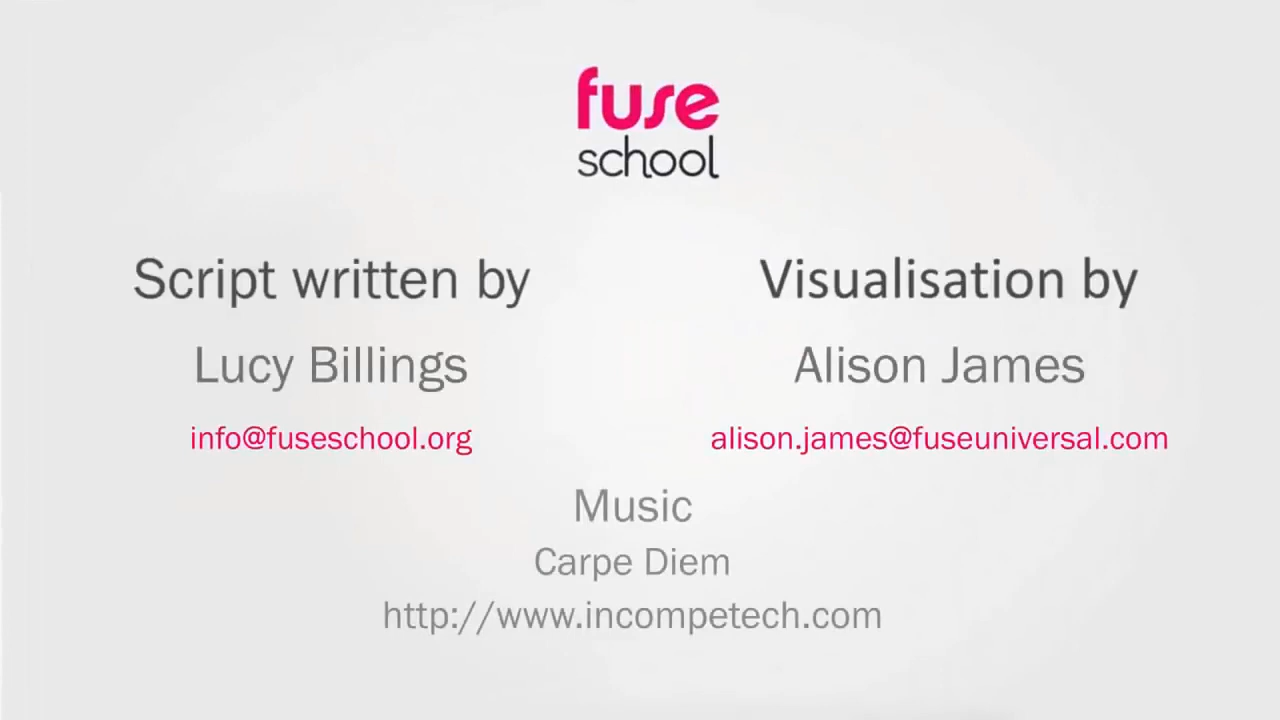 fuse
school
Script written by
Lucy Billings
info@fuseschool.org
Visualisation by
Alison James
alison.james@fuseuniversal.com
Music
Carpe Diem
http://www.incompetech.com